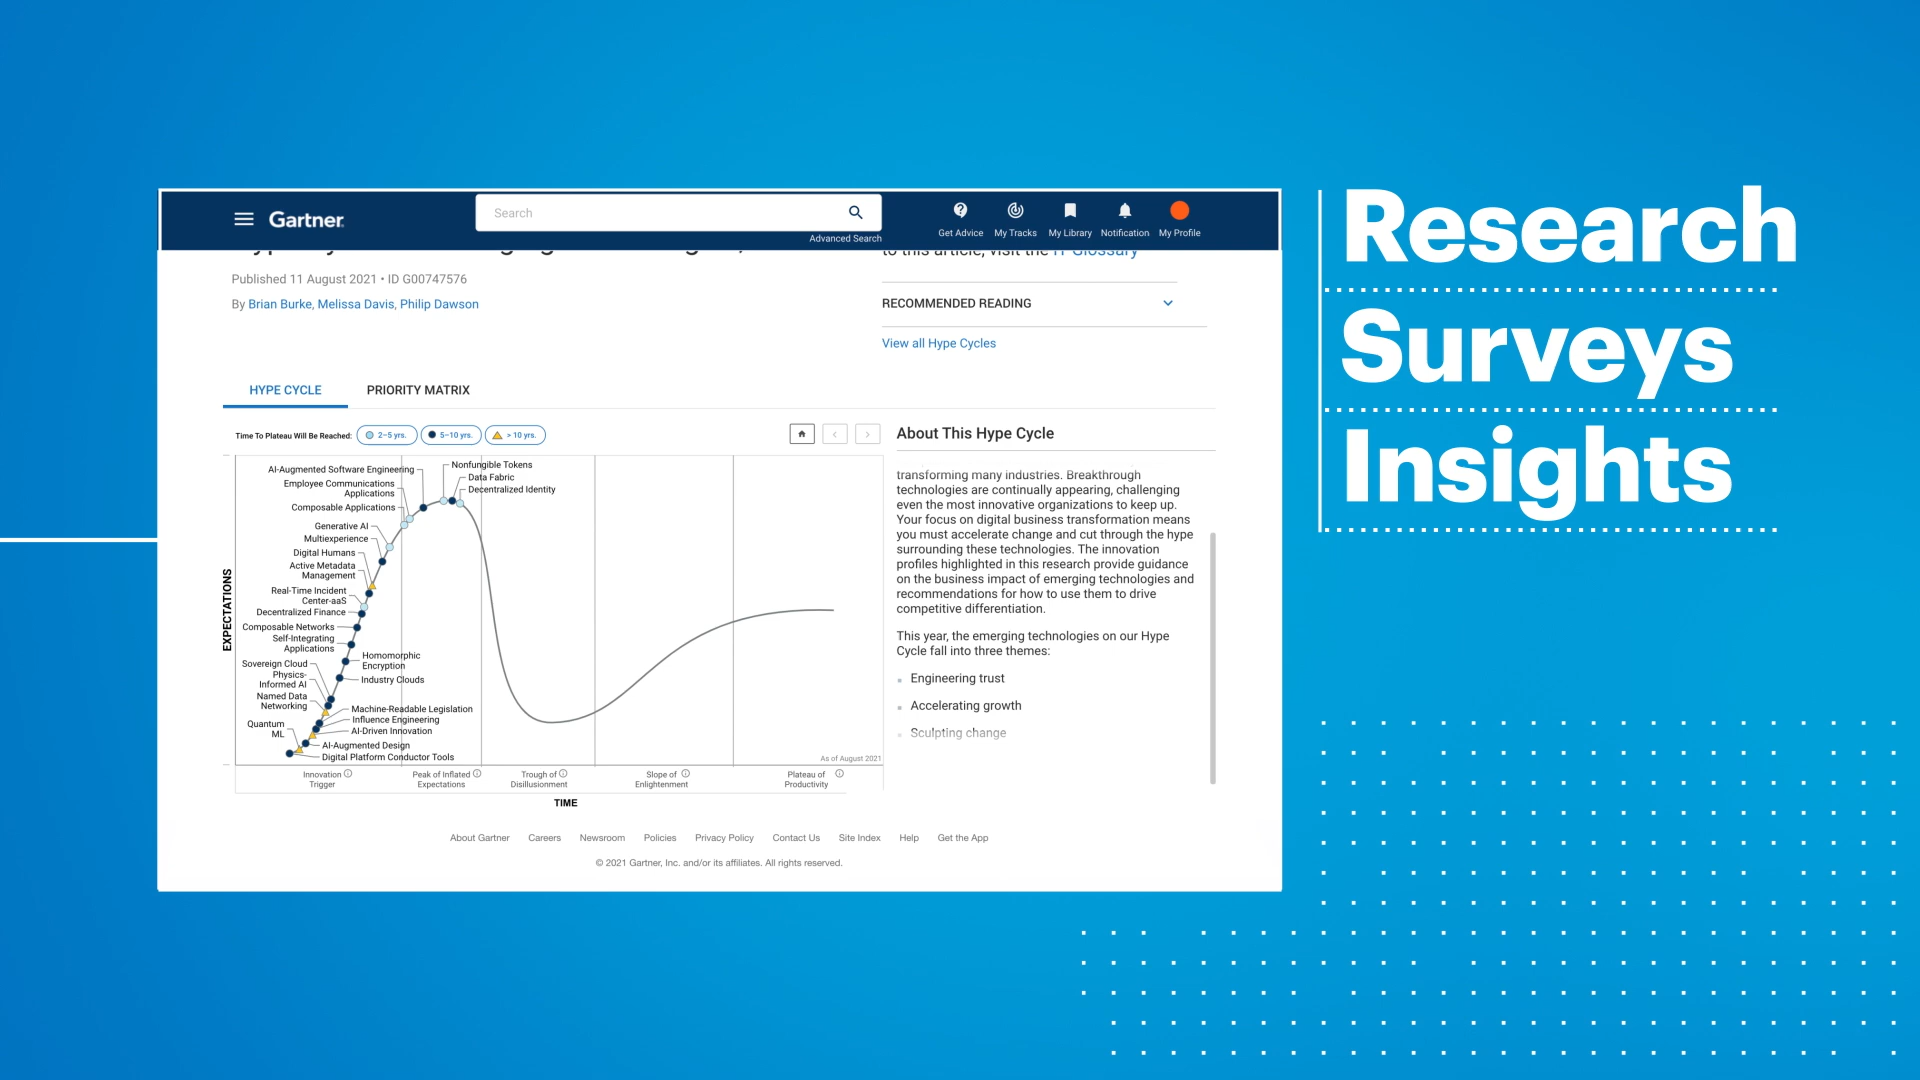 Gartner
Search
Advanced Search
Get Advice
My Tracks
My Library
Notification
My Profile
Published 11 August 2021 • ID G00747576
By Brian Burke, Melissa Davis, Philip Dawson
to this article, visit the IT Glossary
RECOMMENDED READING
View all Hype Cycles
HYPE CYCLE
PRIORITY MATRIX
Time To Plateau Will Be Reached:
2–5 yrs.
5–10 yrs.
> 10 yrs.
AI-Augmented Software Engineering
Employee Communications
Applications
Composable Applications
Generative AI
Multiexperience
Digital Humans
Active Metadata
Management
Real-Time Incident
Center-aaS
Decentralized Finance
Composable Networks
Self-Integrating
Applications
Sovereign Cloud
Physics-
Informed AI
Named Data
Networking
Quantum
ML
Nonfungible Tokens
Data Fabric
Decentralized Identity
Homomorphic
Encryption
Industry Clouds
Machine-Readable Legislation
Influence Engineering
AI-Driven Innovation
AI-Augmented Design
Digital Platform Conductor Tools
EXPECTATIONS
As of August 2021
Innovation
Trigger
Peak of Inflated
Expectations
Trough of
Disillusionment
Slope of
Enlightenment
Plateau of
Productivity
TIME
About This Hype Cycle
transforming many industries. Breakthrough
technologies are continually appearing, challenging
even the most innovative organizations to keep up.
Your focus on digital business transformation means
you must accelerate change and cut through the hype
surrounding these technologies. The innovation
profiles highlighted in this research provide guidance
on the business impact of emerging technologies and
recommendations for how to use them to drive
competitive differentiation.
This year, the emerging technologies on our Hype
Cycle fall into three themes:
Engineering trust
Accelerating growth
Sculpting change
About Gartner
Careers
Newsroom
Policies
Privacy Policy
Contact Us
Site Index
Help
Get the App
© 2021 Gartner, Inc. and/or its affiliates. All rights reserved.
Research
Surveys
Insights